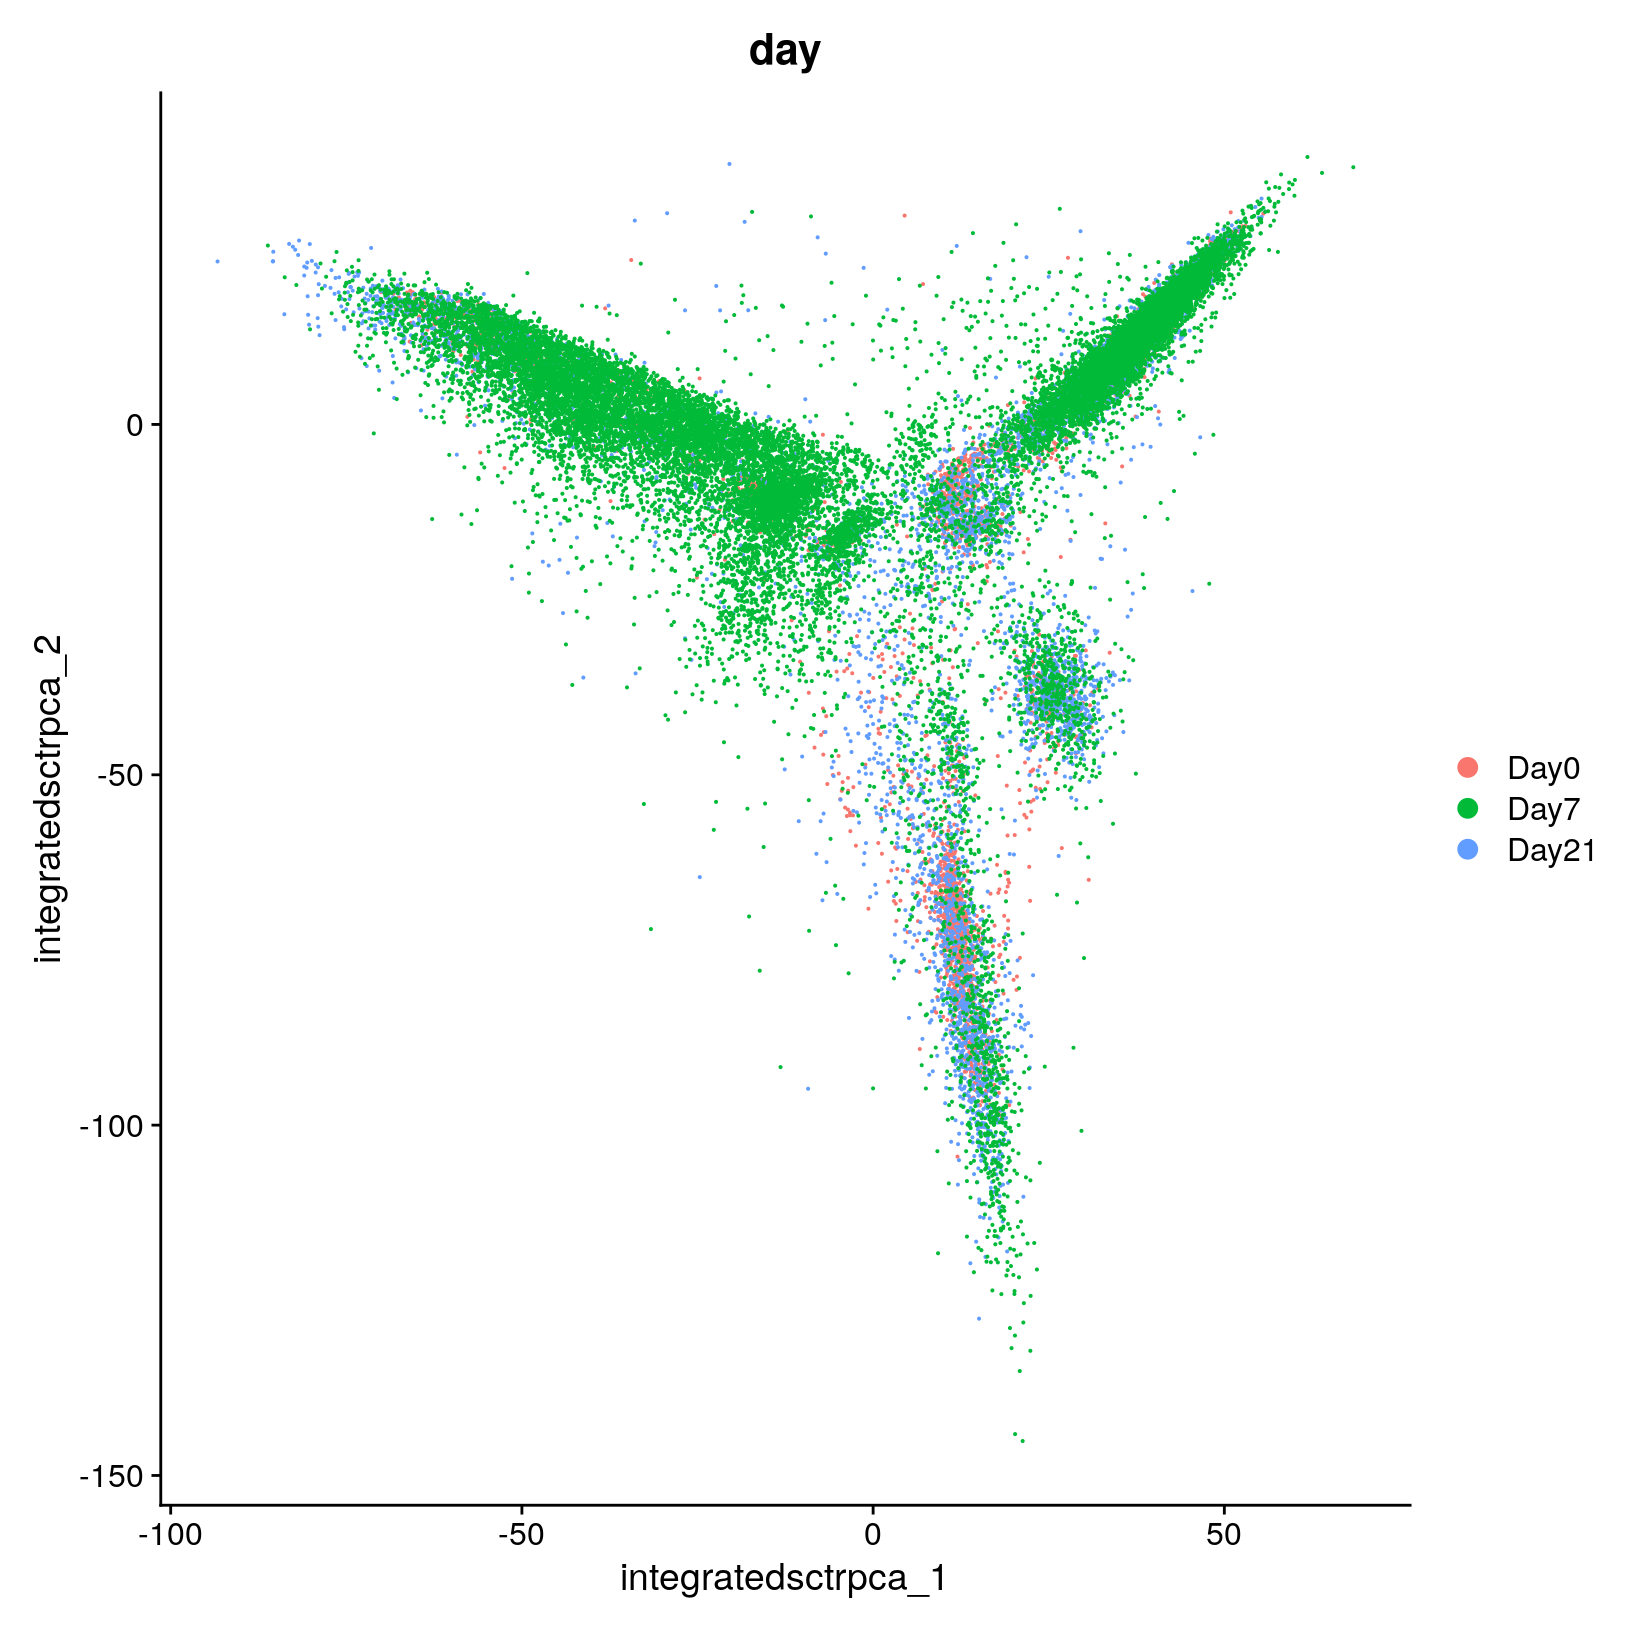 day
integratedsctrpca_2
0
-50
-100
-150
-100
-50
0
50
integratedsctrpca_1
Day0
Day7
Day21